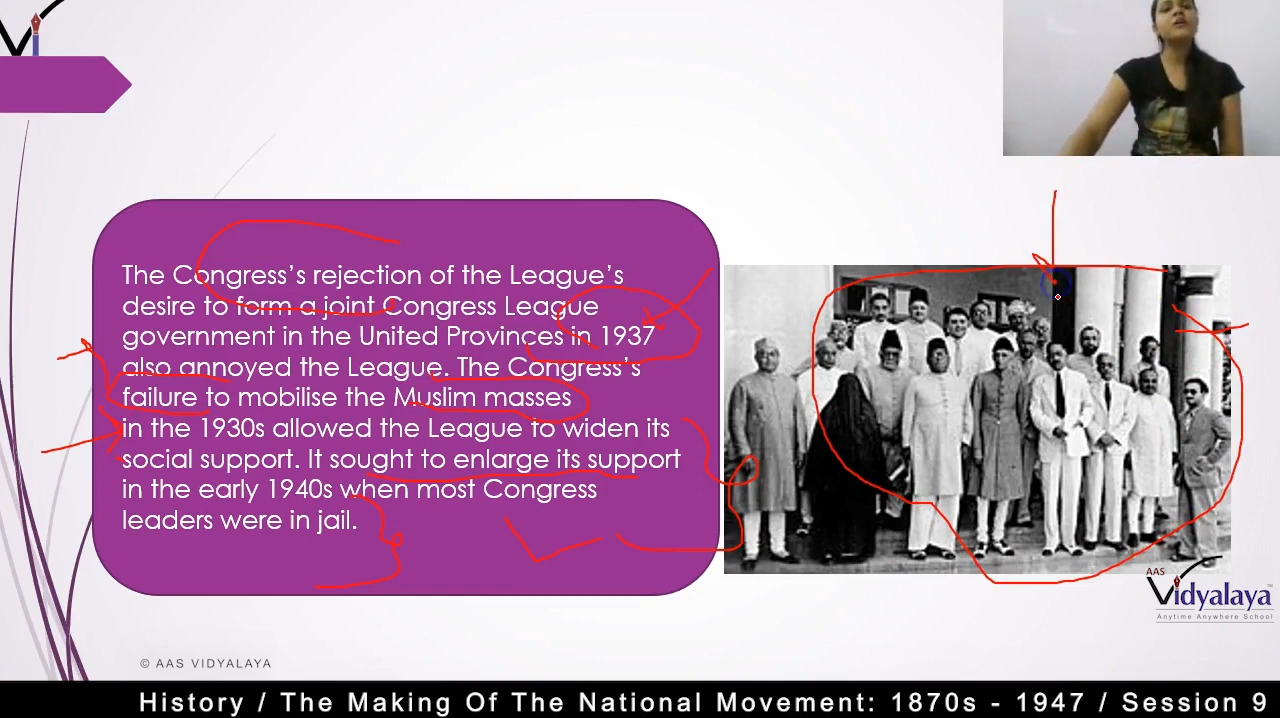 The Congress's rejection of the League's
desire to form a joint Congress League
government in the United Provinces in 1937
also annoyed the League. The Congress's
failure to mobilise the Muslim masses
in the 1930s allowed the League to widen its
social support. It sought to enlarge its support
in the early 1940s when most Congress
leaders were in jail.
AAS
Vidyalaya
Anytime Anywhere School
© AAS VIDYALAYA
History / The Making Of The National Movement: 1870s - 1947 / Session 9